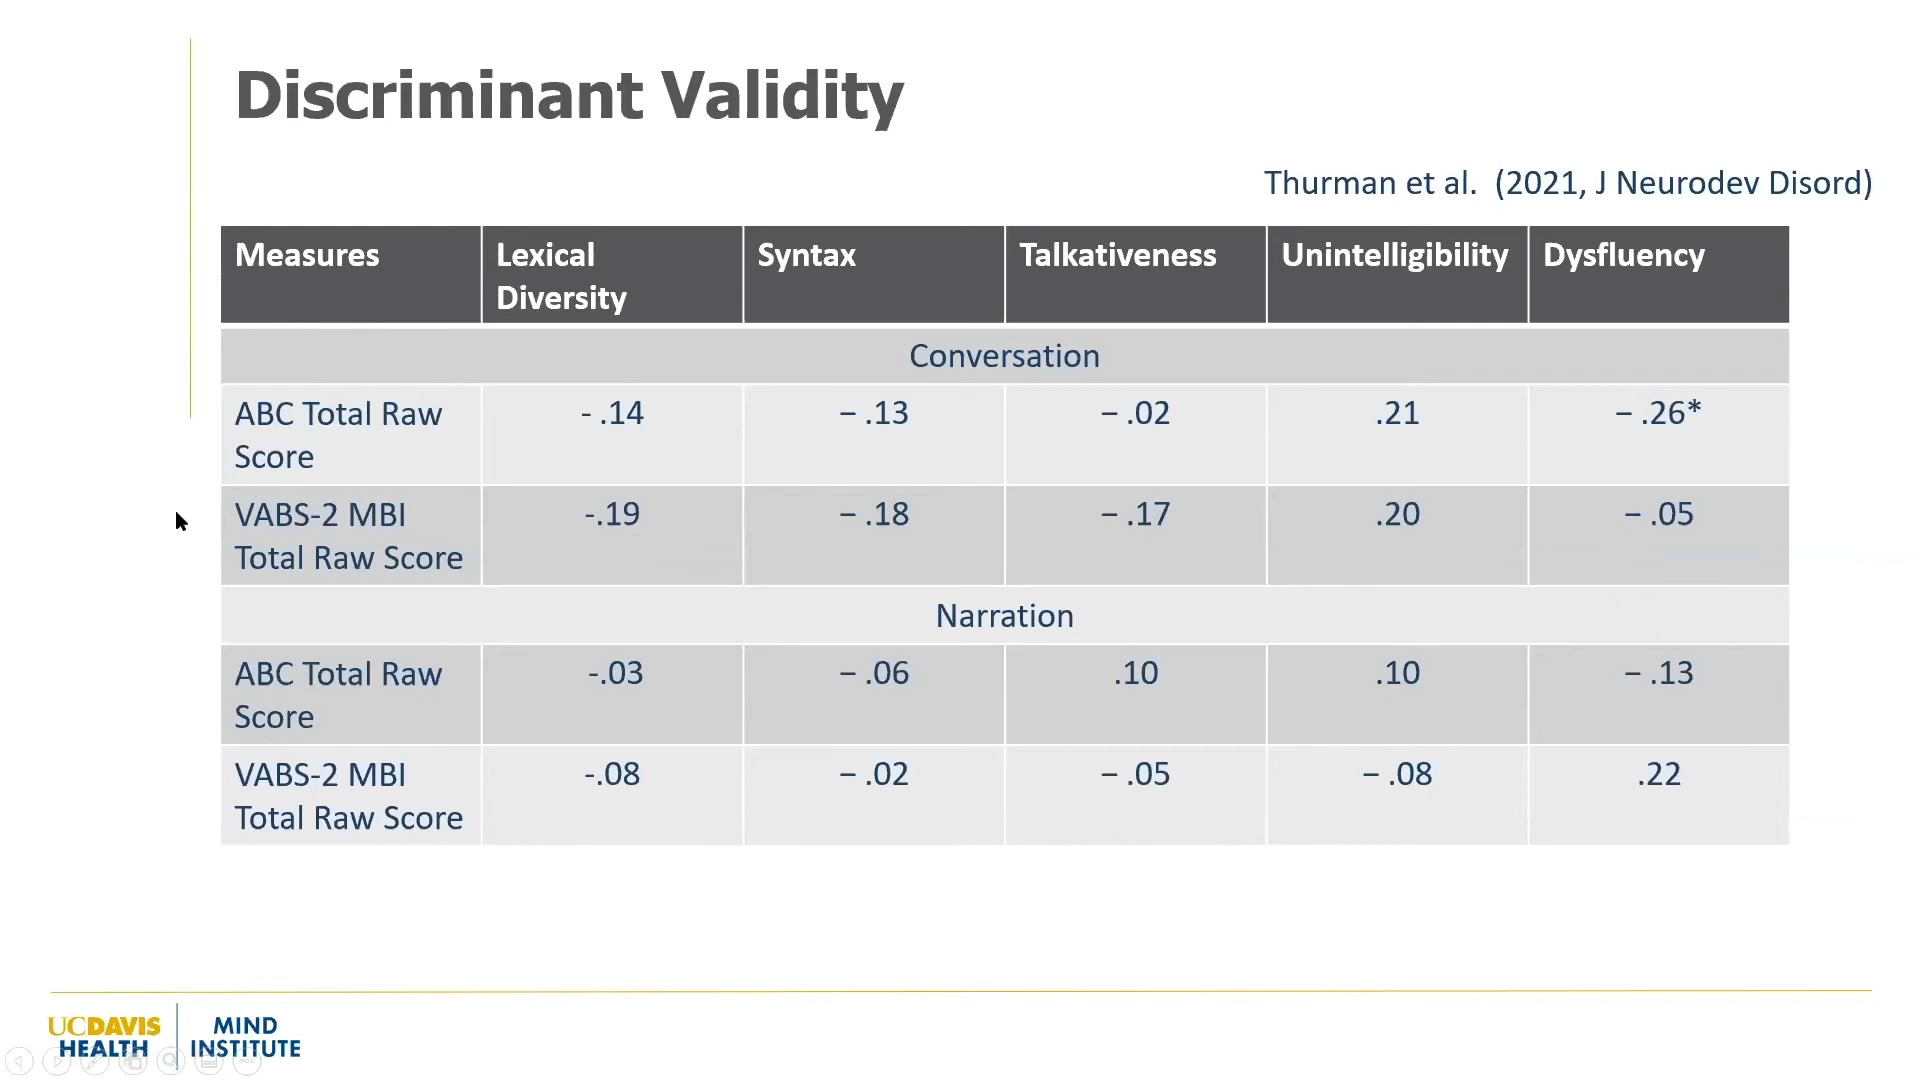 Discriminant Validity
Thurman et al. (2021, J Neurodev Disord)
Measures Lexical Diversity Syntax Talkativeness Unintelligibility Dysfluency
Conversation
ABC Total Raw Score - .14 – .13 – .02 .21 – .26*
VABS-2 MBI Total Raw Score -.19 – .18 – .17 .20 – .05
Narration
ABC Total Raw Score -.03 – .06 .10 .10 – .13
VABS-2 MBI Total Raw Score -.08 – .02 – .05 – .08 .22
UCDAVIS HEALTH
MIND INSTITUTE